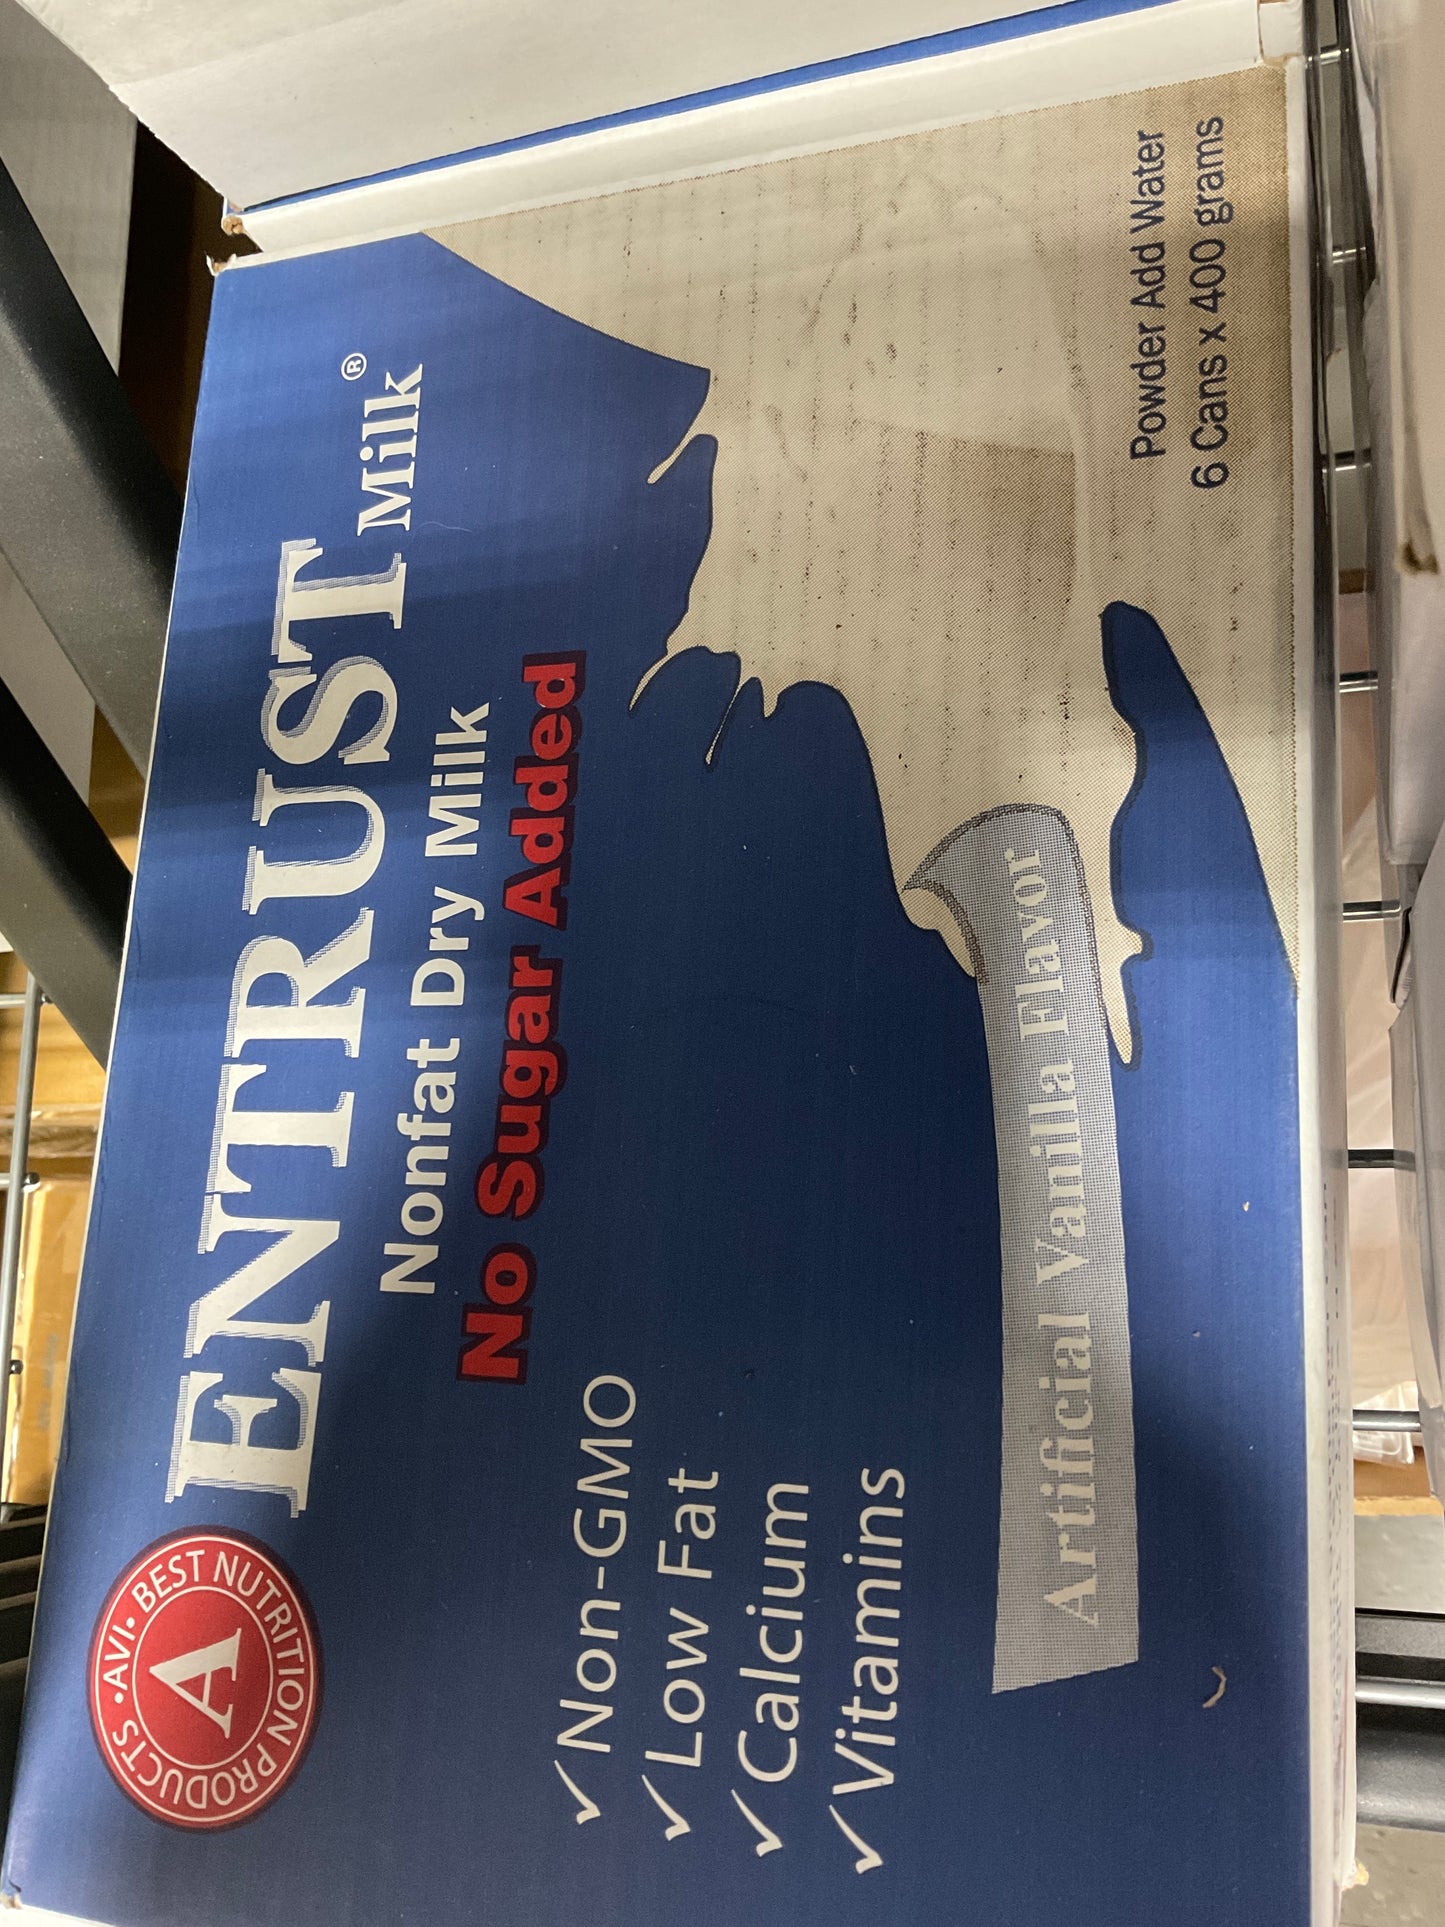 •AVI• BEST NUTRITION PRODUCTS
A
ENTRUST Milk®
Nonfat Dry Milk
No Sugar Added
✓Non-GMO
✓Low Fat
✓Calcium
✓Vitamins
Artificial Vanilla Flavor
Powder Add Water
6 Cans x 400 grams